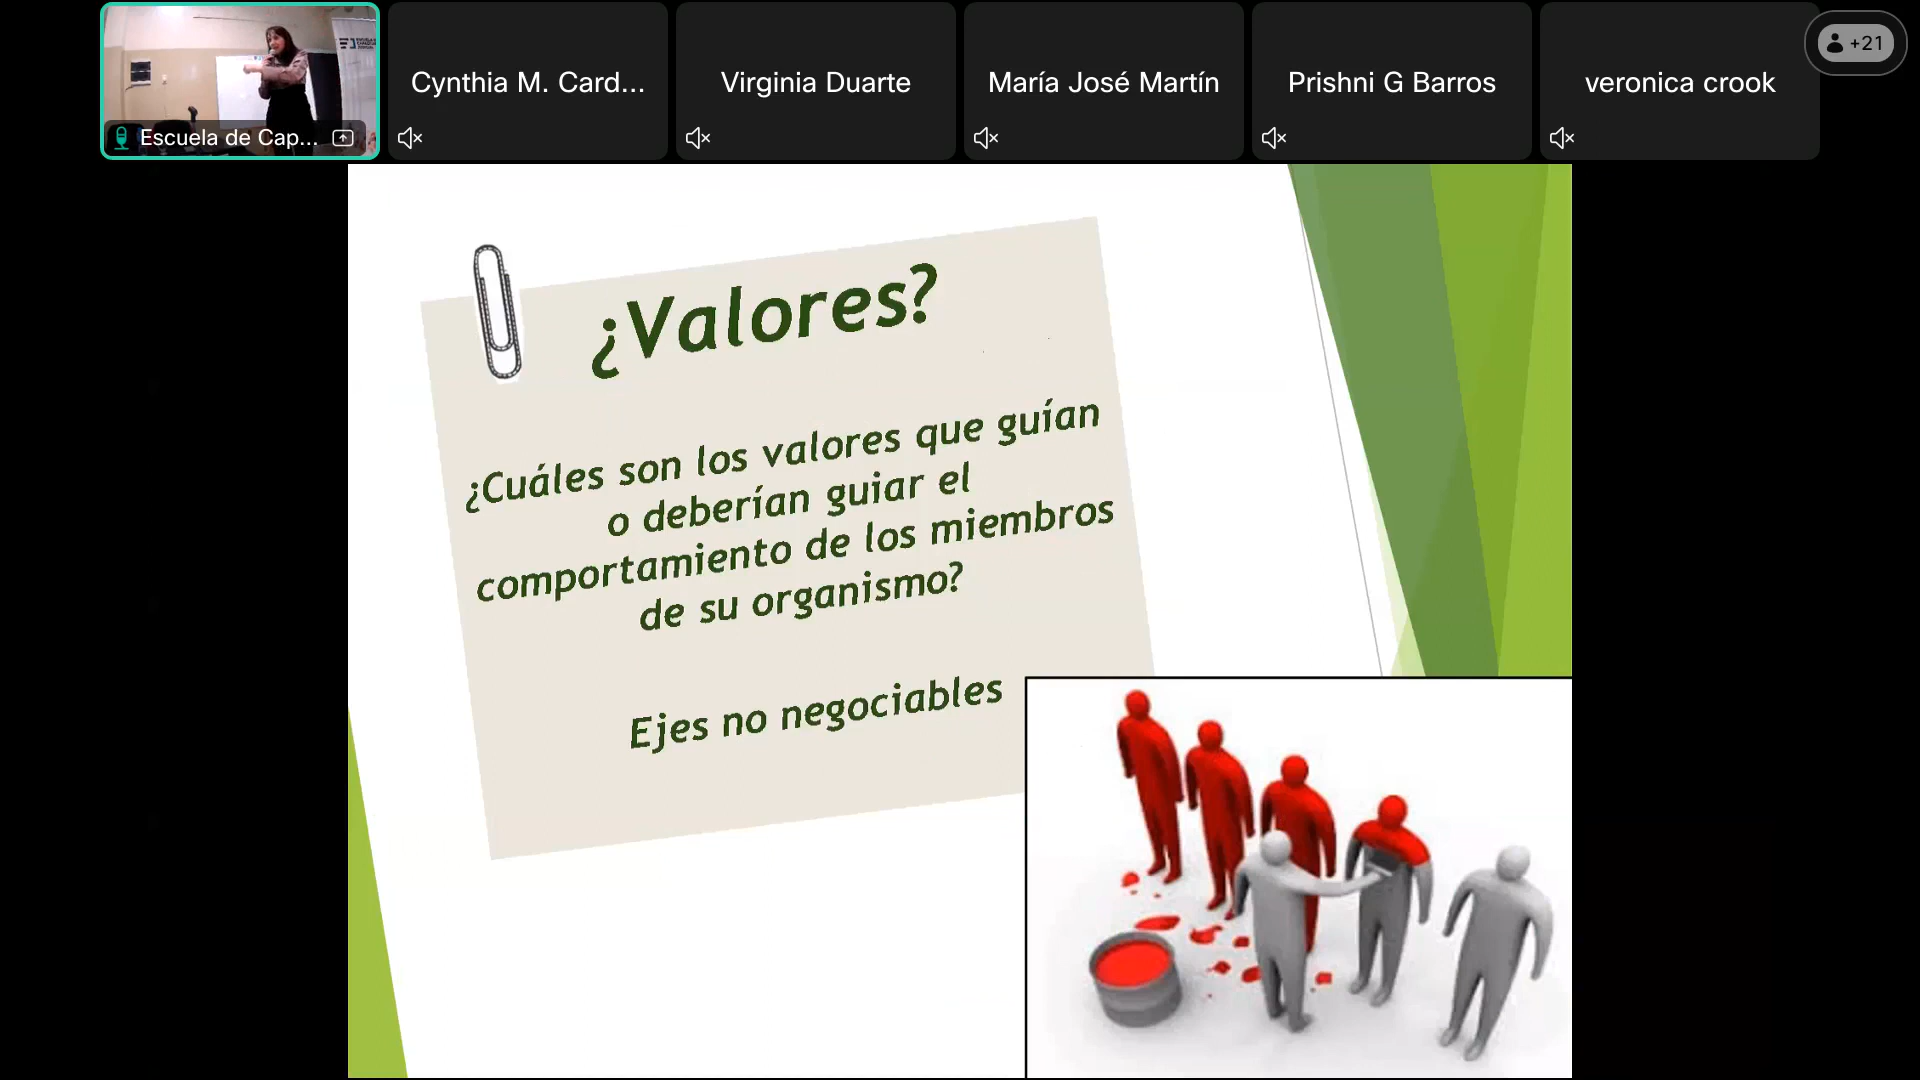 Escuela de Cap...
Cynthia M. Card...
Virginia Duarte
María José Martín
Prishni G Barros
veronica crook
+21
¿Valores?
¿Cuáles son los valores que guían
o deberían guiar el
comportamiento de los miembros
de su organismo?
Ejes no negociables